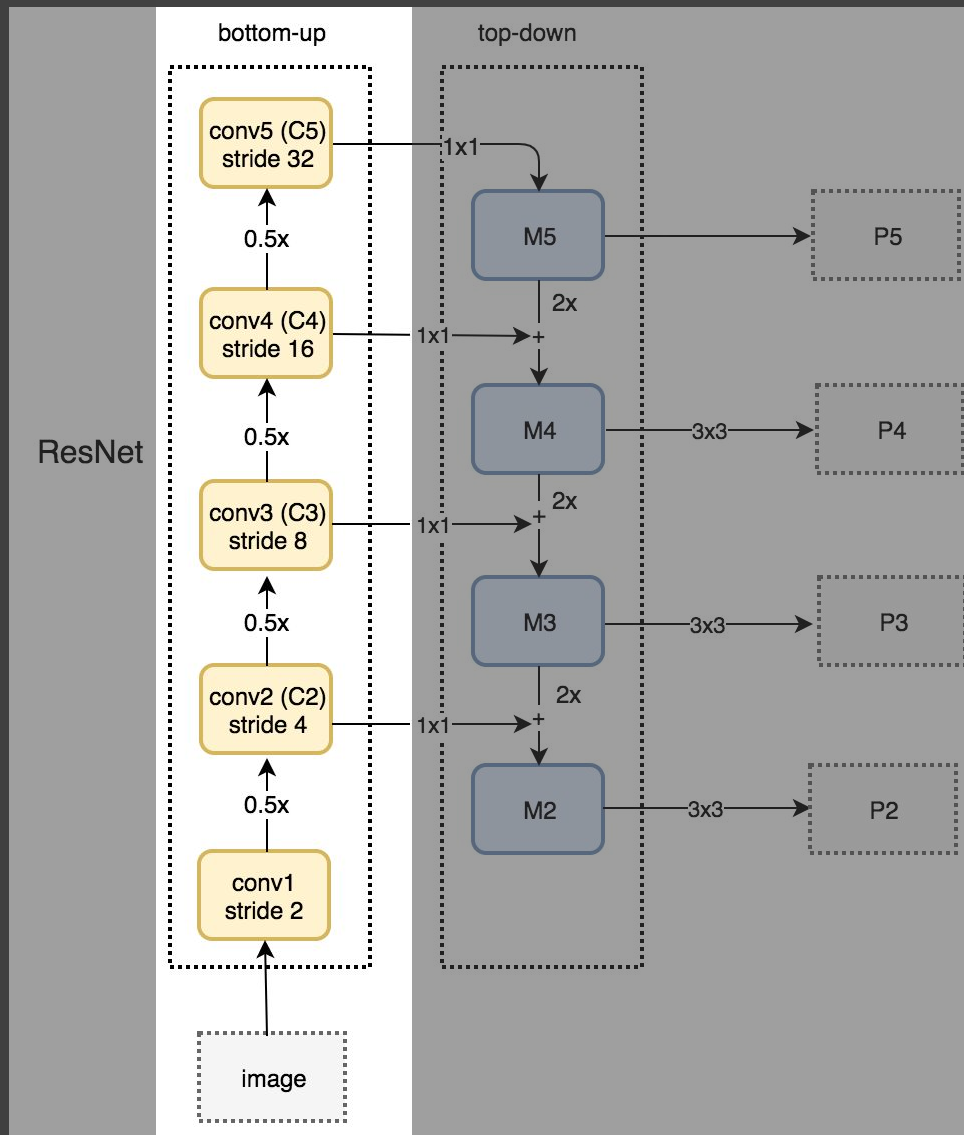 bottom-up
top-down
conv5 (C5)
stride 32
1x1
M5
P5
0.5x
2x
conv4 (C4)
stride 16
1x1
+
M4
3x3
P4
0.5x
ResNet
2x
conv3 (C3)
stride 8
1x1
+
M3
3x3
P3
0.5x
2x
conv2 (C2)
stride 4
1x1
+
M2
3x3
P2
0.5x
conv1
stride 2
image